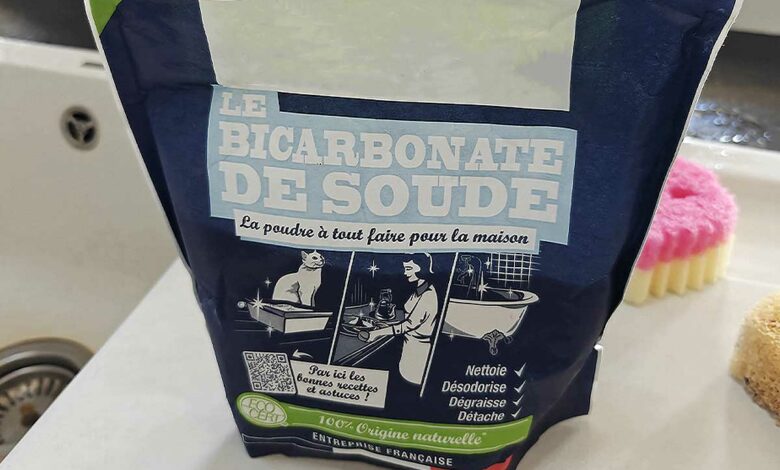 LE
BICARBONATE
DE SOUDE
La poudre à tout faire pour la maison
Par ici les
bonnes recettes
et astuces !
Nettoie
Désodorise
Dégraisse
Détache
ECO
CERT
100% Origine naturelle*
ENTREPRISE FRANÇAISE